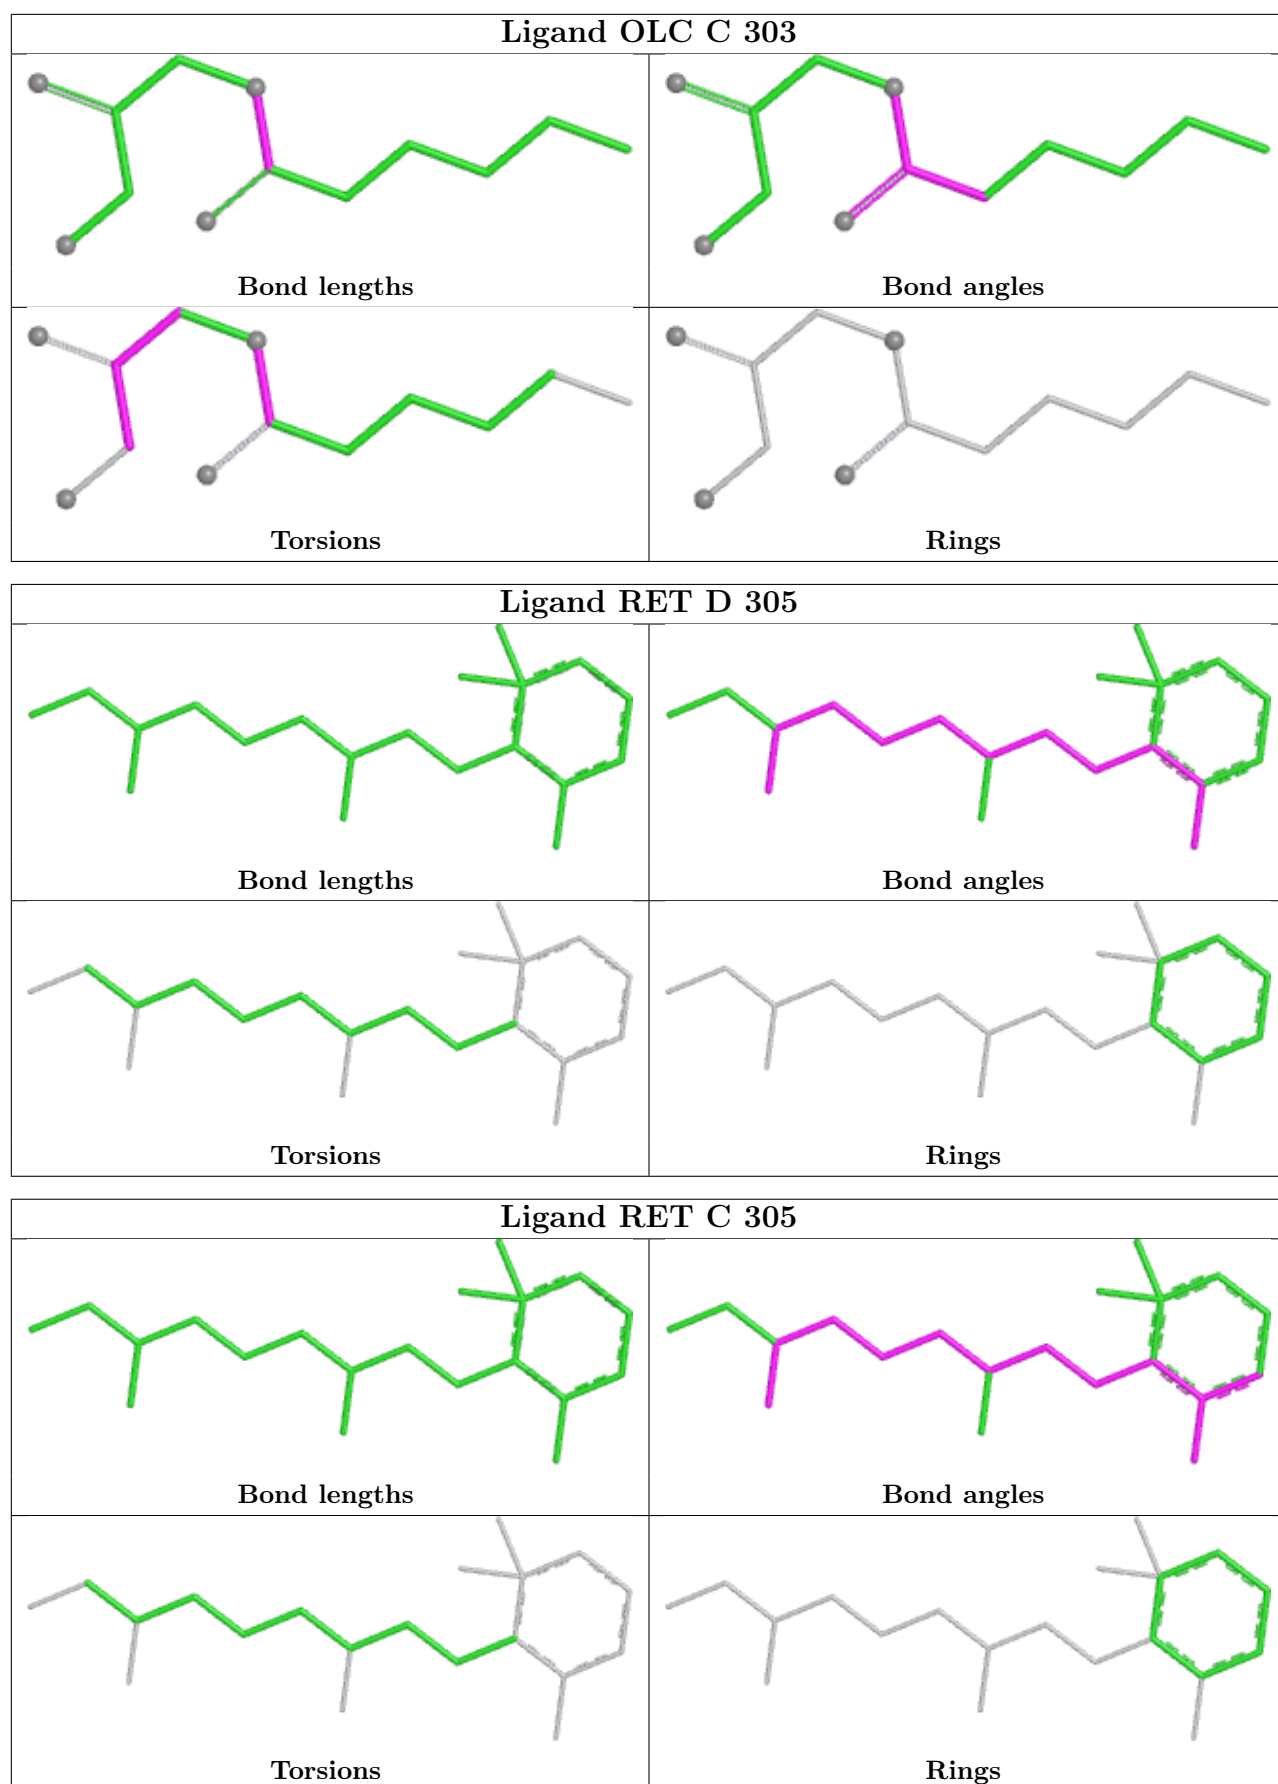 Ligand OLC C 303
Bond lengths
Bond angles
Torsions
Rings
Ligand RET D 305
Bond lengths
Bond angles
Torsions
Rings
Ligand RET C 305
Bond lengths
Bond angles
Torsions
Rings